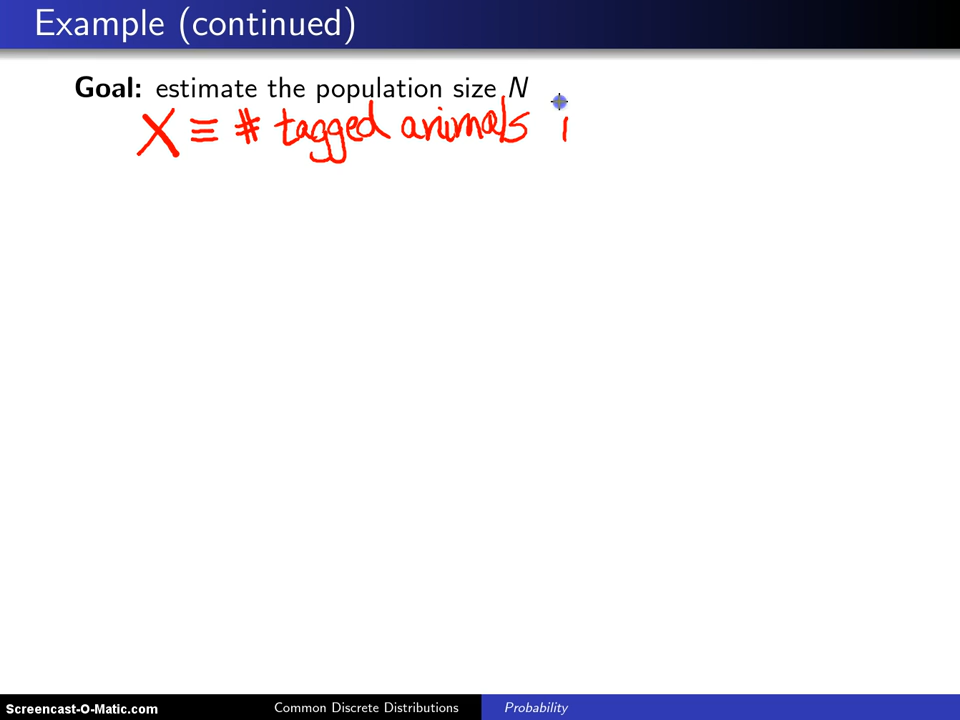 Example (continued)
Goal: estimate the population size N
X ≡ # tagged animals i
Screencast-O-Matic.com Common Discrete Distributions Probability